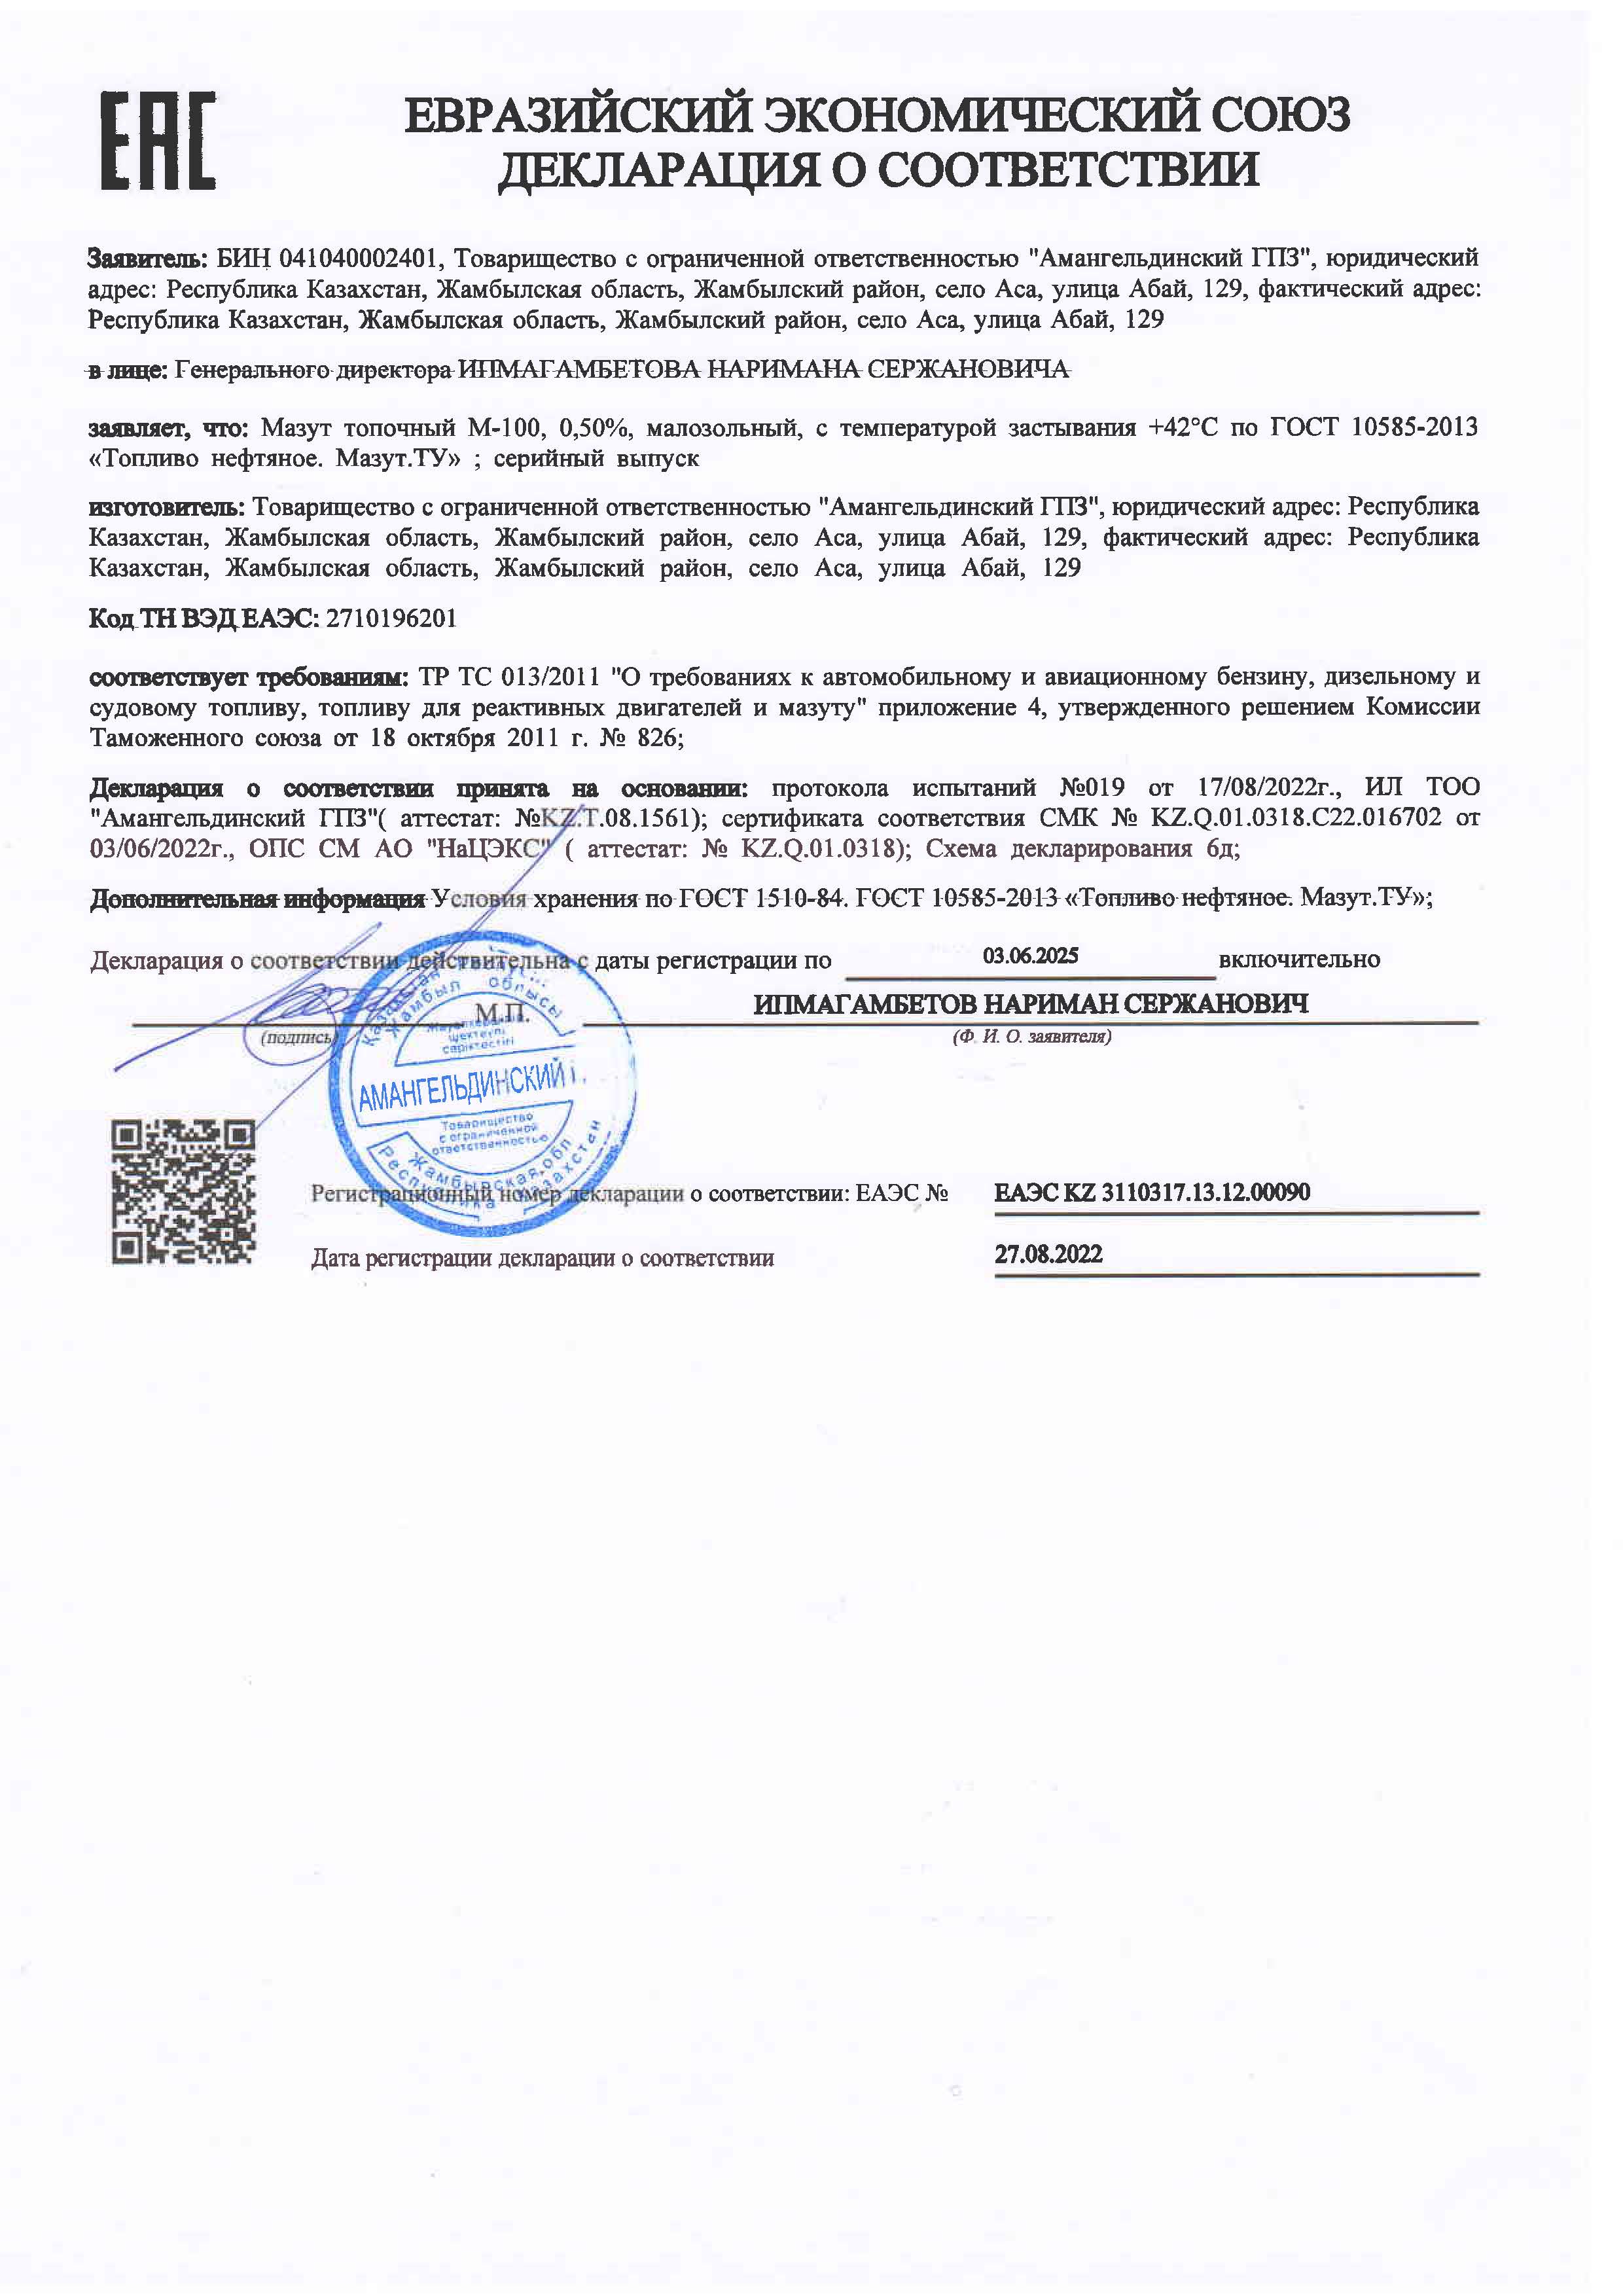 ЕАС
ЕВРАЗИЙСКИЙ ЭКОНОМИЧЕСКИЙ СОЮЗ
ДЕКЛАРАЦИЯ О СООТВЕТСТВИИ
Заявитель: БИН 041040002401, Товарищество с ограниченной ответственностью "Амангельдинский ГПЗ", юридический
адрес: Республика Казахстан, Жамбылская область, Жамбылский район, село Аса, улица Абай, 129, фактический адрес:
Республика Казахстан, Жамбылская область, Жамбылский район, село Аса, улица Абай, 129
в лице: Генерального директора ИПМАГАМБЕТОВА НАРИМАНА СЕРЖАНОВИЧА
заявляет, что: Мазут топочный М-100, 0,50%, малозольный, с температурой застывания +42°С по ГОСТ 10585-2013
«Топливо нефтяное. Мазут.ТУ» ; серийный выпуск
изготовитель: Товарищество с ограниченной ответственностью "Амангельдинский ГПЗ", юридический адрес: Республика
Казахстан, Жамбылская область, Жамбылский район, село Аса, улица Абай, 129, фактический адрес: Республика
Казахстан, Жамбылская область, Жамбылский район, село Аса, улица Абай, 129
Код ТН ВЭД ЕАЭС: 2710196201
соответствует требованиям: ТР ТС 013/2011 "О требованиях к автомобильному и авиационному бензину, дизельному и
судовому топливу, топливу для реактивных двигателей и мазуту" приложение 4, утвержденного решением Комиссии
Таможенного союза от 18 октября 2011 г. № 826;
Декларация о соответствии принята на основании: протокола испытаний №019 от 17/08/2022г., ИЛ ТОО
"Амангельдинский ГПЗ"( аттестат: №KZ.T.08.1561); сертификата соответствия СМК № KZ.Q.01.0318.C22.016702 от
03/06/2022г., ОПС СМ АО "НаЦЭКС" ( аттестат: № KZ.Q.01.0318); Схема декларирования 6д;
Дополнительная информация Условия хранения по ГОСТ 1510-84. ГОСТ 10585-2013 «Топливо нефтяное. Мазут.ТУ»;
Декларация о соответствии действительна с даты регистрации по 03.06.2025 включительно
М.П. ИПМАГАМБЕТОВ НАРИМАН СЕРЖАНОВИЧ
(подпись) (Ф. И. О. заявителя)
Қазақстан
Жамбыл облысы
шектеулі
серіктестігі
АМАНГЕЛЬДИНСКИЙ
Товарищество
с ограниченной
ответственностью
Жамбылская обл
Республика Казахстан
Регистрационный номер декларации о соответствии: ЕАЭС № ЕАЭС KZ 3110317.13.12.00090
Дата регистрации декларации о соответствии 27.08.2022